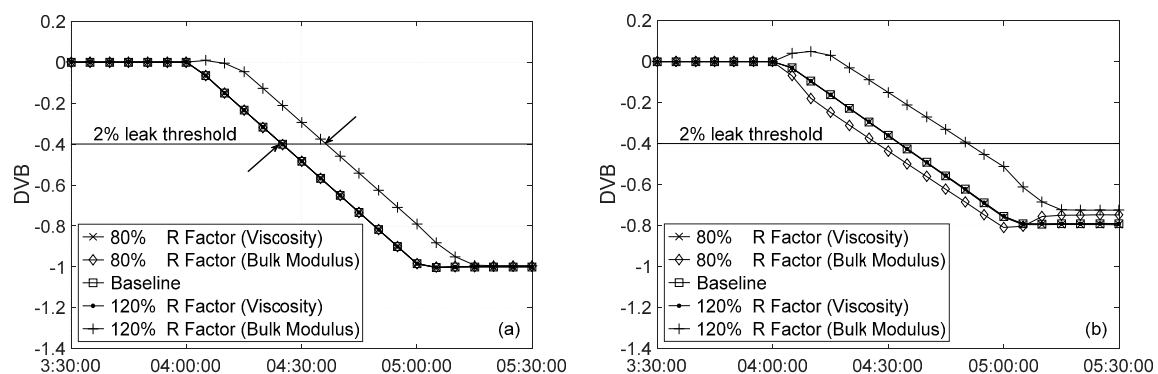 0.2
0
-0.2
-0.4
-0.6
-0.8
-1
-1.2
-1.4
DVB
2% leak threshold
80% R Factor (Viscosity)
80% R Factor (Bulk Modulus)
Baseline
120% R Factor (Viscosity)
120% R Factor (Bulk Modulus)
(a)
3:30:00 04:00:00 04:30:00 05:00:00 05:30:00
0.2
0
-0.2
-0.4
-0.6
-0.8
-1
-1.2
-1.4
DVB
2% leak threshold
80% R Factor (Viscosity)
80% R Factor (Bulk Modulus)
Baseline
120% R Factor (Viscosity)
120% R Factor (Bulk Modulus)
(b)
3:30:00 04:00:00 04:30:00 05:00:00 05:30:00